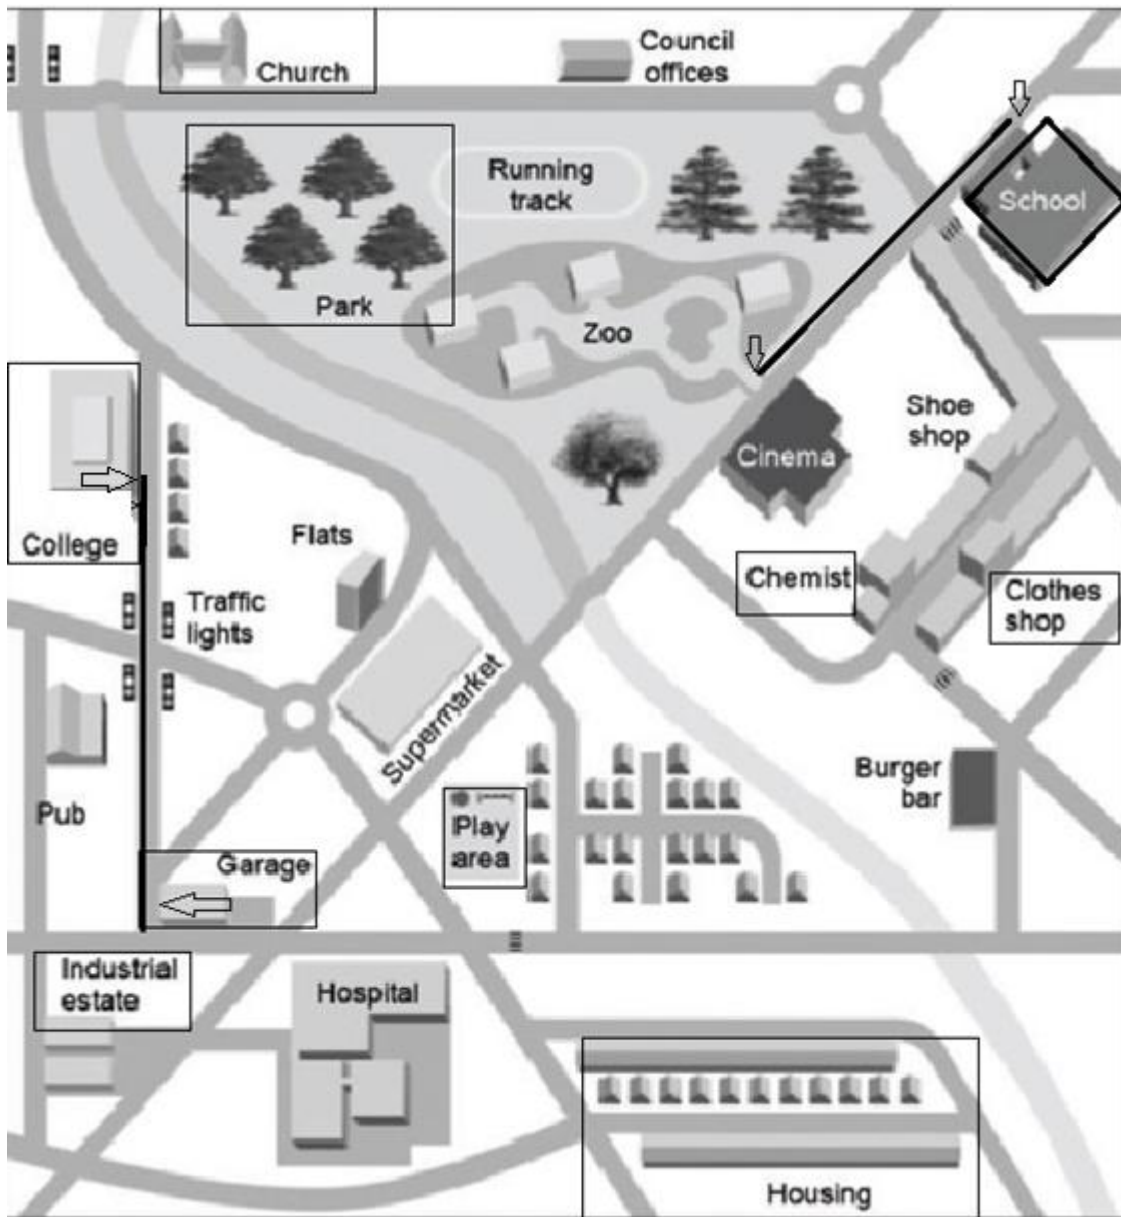 Church
Council
offices
Running
track
School
Park
Zoo
Shoe
shop
Cinema
College
Flats
Chemist
Clothes
shop
Traffic
lights
Supermarket
Burger
bar
Pub
Play
area
Garage
Industrial
estate
Hospital
Housing